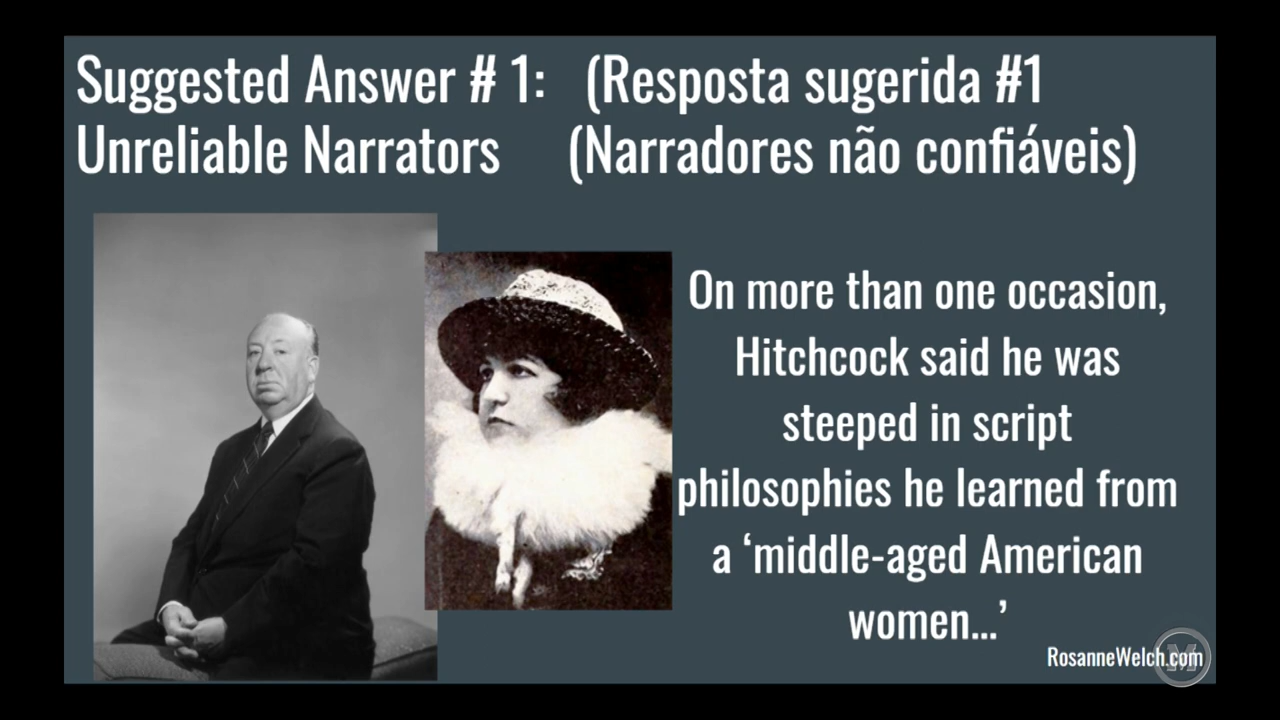 Suggested Answer # 1: (Resposta sugerida #1
Unreliable Narrators (Narradores não confiáveis)
On more than one occasion,
Hitchcock said he was
steeped in script
philosophies he learned from
a ‘middle-aged American
women...’
RosanneWelch.com
M